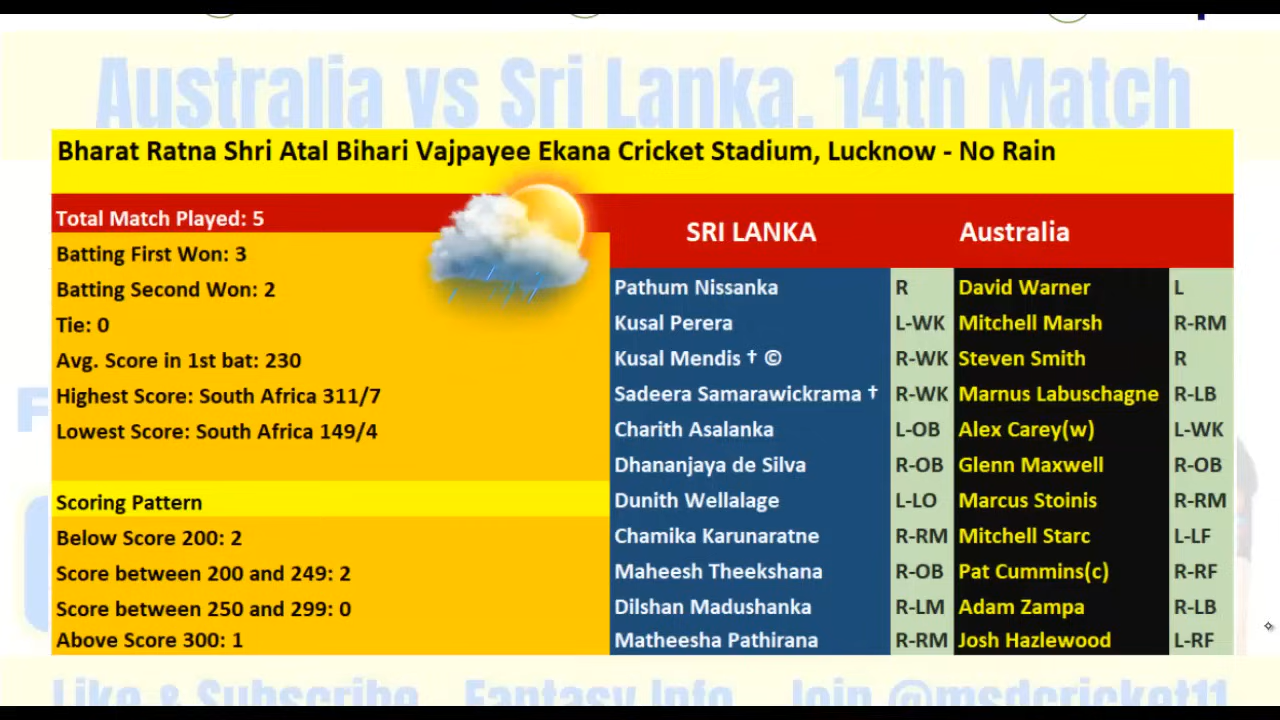 Australia vs Sri Lanka, 14th Match
Bharat Ratna Shri Atal Bihari Vajpayee Ekana Cricket Stadium, Lucknow - No Rain
Total Match Played: 5
Batting First Won: 3
Batting Second Won: 2
Tie: 0
Avg. Score in 1st bat: 230
Highest Score: South Africa 311/7
Lowest Score: South Africa 149/4
Scoring Pattern
Below Score 200: 2
Score between 200 and 249: 2
Score between 250 and 299: 0
Above Score 300: 1
SRI LANKA Australia
Pathum Nissanka R David Warner L
Kusal Perera L-WK Mitchell Marsh R-RM
Kusal Mendis † © R-WK Steven Smith R
Sadeera Samarawickrama † R-WK Marnus Labuschagne R-LB
Charith Asalanka L-OB Alex Carey(w) L-WK
Dhananjaya de Silva R-OB Glenn Maxwell R-OB
Dunith Wellalage L-LO Marcus Stoinis R-RM
Chamika Karunaratne R-RM Mitchell Starc L-LF
Maheesh Theekshana R-OB Pat Cummins(c) R-RF
Dilshan Madushanka R-LM Adam Zampa R-LB
Matheesha Pathirana R-RM Josh Hazlewood L-RF
Like & Subscribe Fantasy Info Join @msdcricket11